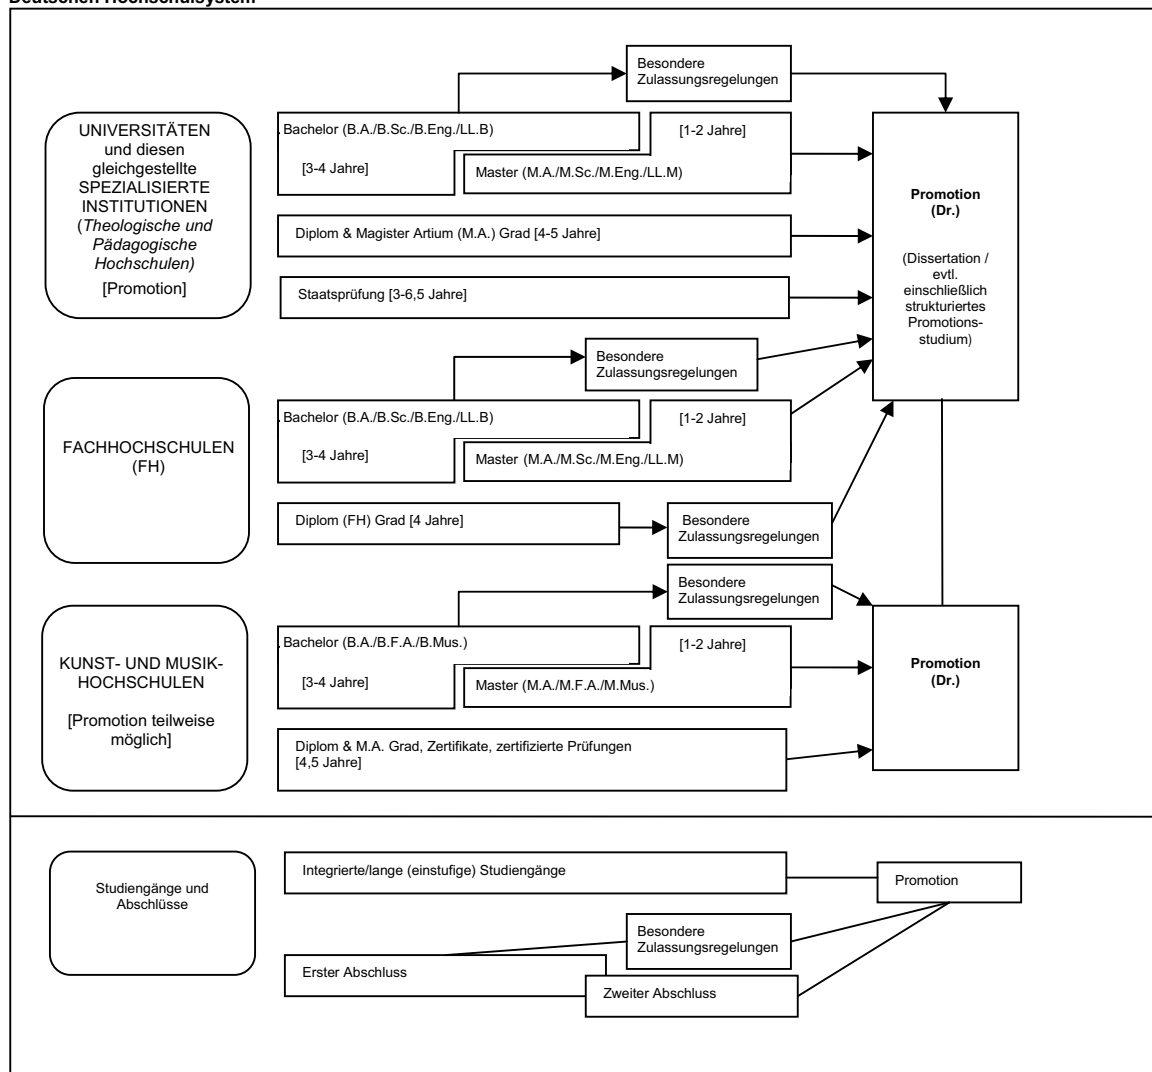 Deutschen Hochschulsystem
Besondere
Zulassungsregelungen
UNIVERSITÄTEN
und diesen
gleichgestellte
SPEZIALISIERTE
INSTITUTIONEN
(Theologische und
Pädagogische
Hochschulen)
[Promotion]
Bachelor (B.A./B.Sc./B.Eng./LL.B)
[3-4 Jahre]
[1-2 Jahre]
Master (M.A./M.Sc./M.Eng./LL.M)
Diplom & Magister Artium (M.A.) Grad [4-5 Jahre]
Staatsprüfung [3-6,5 Jahre]
Promotion
(Dr.)
(Dissertation /
evtl.
einschließlich
strukturiertes
Promotions-
studium)
FACHHOCHSCHULEN
(FH)
Besondere
Zulassungsregelungen
Bachelor (B.A./B.Sc./B.Eng./LL.B)
[3-4 Jahre]
[1-2 Jahre]
Master (M.A./M.Sc./M.Eng./LL.M)
Diplom (FH) Grad [4 Jahre]
Besondere
Zulassungsregelungen
KUNST- UND MUSIK-
HOCHSCHULEN
[Promotion teilweise
möglich]
Besondere
Zulassungsregelungen
Bachelor (B.A./B.F.A./B.Mus.)
[3-4 Jahre]
[1-2 Jahre]
Master (M.A./M.F.A./M.Mus.)
Diplom & M.A. Grad, Zertifikate, zertifizierte Prüfungen
[4,5 Jahre]
Promotion
(Dr.)
Studiengänge und
Abschlüsse
Integrierte/lange (einstufige) Studiengänge
Promotion
Besondere
Zulassungsregelungen
Erster Abschluss
Zweiter Abschluss